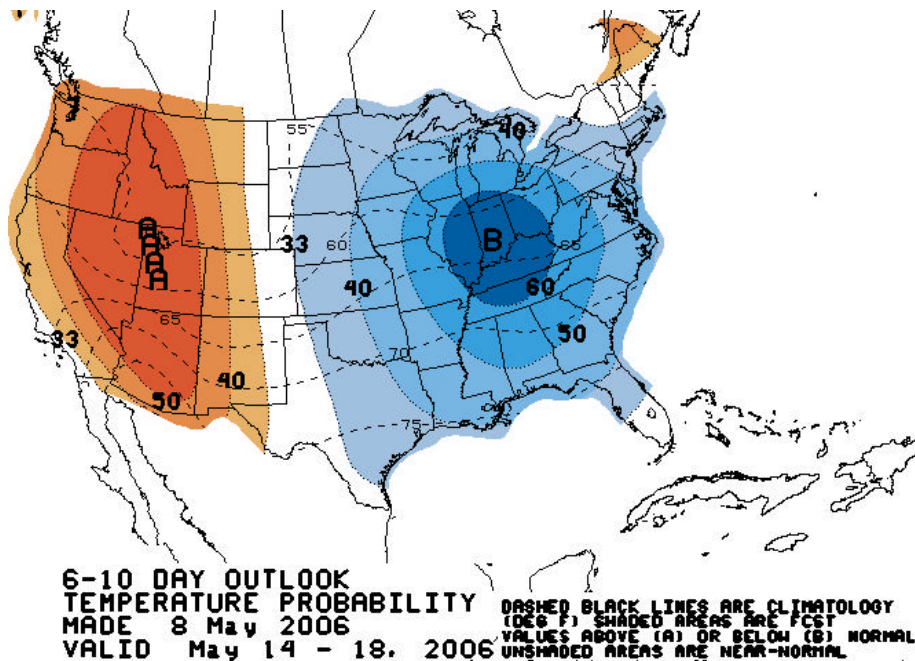 40
55
A
A
A
A
33
60
B
65
40
60
65
33
50
70
40
50
75
6-10 DAY OUTLOOK
TEMPERATURE PROBABILITY
MADE 8 May 2006
VALID May 14 - 18, 2006
DASHED BLACK LINES ARE CLIMATOLOGY
(DEG F) SHADED AREAS ARE FCST
VALUES ABOVE (A) OR BELOW (B) NORMAL
UNSHADED AREAS ARE NEAR-NORMAL